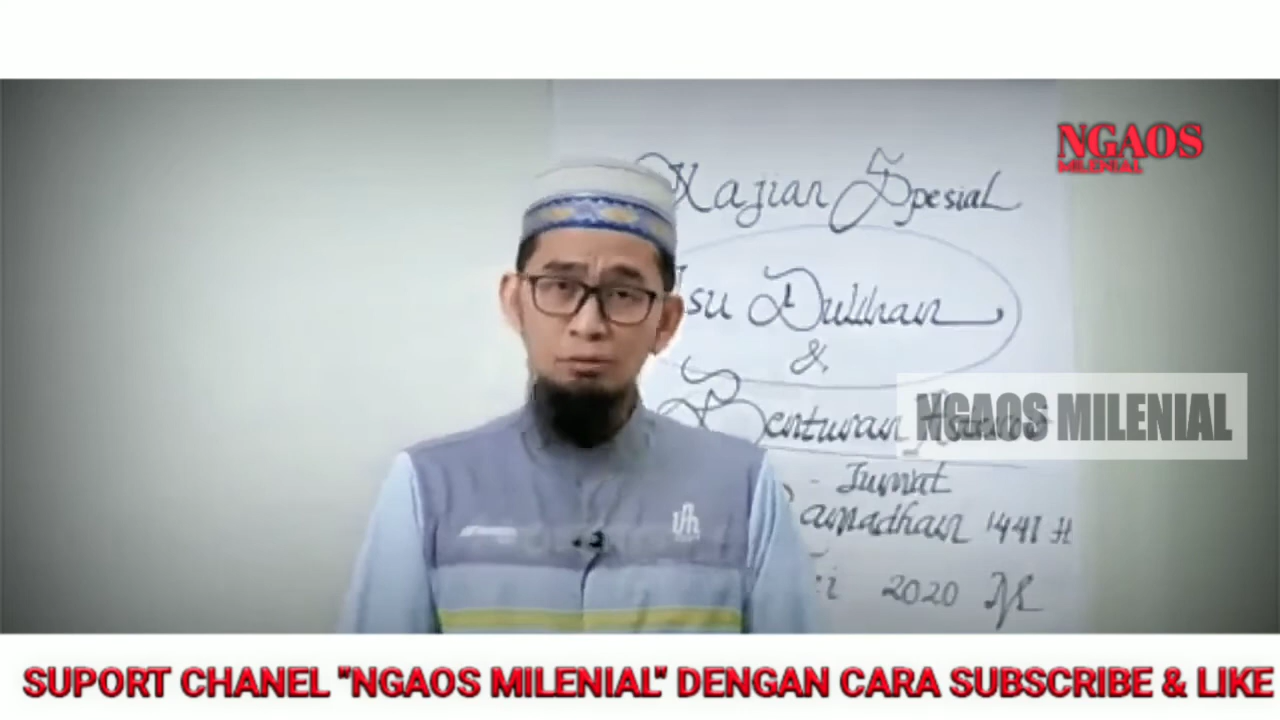 NGAOS
MILENIAL
Kajian Spesial
isu Dukhan
&
Benturan
NGAOS MILENIAL
- Jumat
Ramadhan 1441 H
2020
SUPORT CHANEL "NGAOS MILENIAL" DENGAN CARA SUBSCRIBE & LIKE